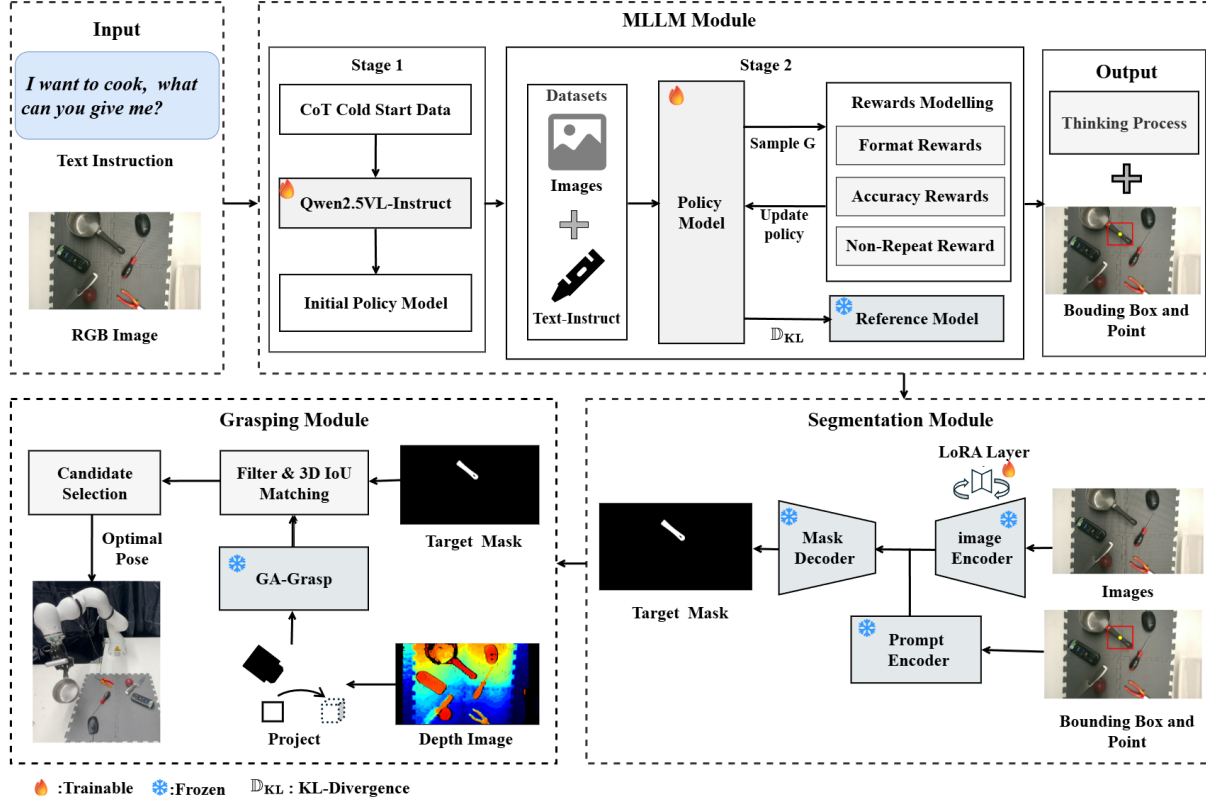 Input
I want to cook, what
can you give me?
Text Instruction
RGB Image
MLLM Module
Stage 1
CoT Cold Start Data
Qwen2.5VL-Instruct
Initial Policy Model
Stage 2
Datasets
Images
Text-Instruct
Policy
Model
Sample G
Update
policy
𝔻KL
Rewards Modelling
Format Rewards
Accuracy Rewards
Non-Repeat Reward
Reference Model
Output
Thinking Process
Bouding Box and
Point
Grasping Module
Candidate
Selection
Filter & 3D IoU
Matching
Target Mask
Optimal
Pose
GA-Grasp
Project
Depth Image
Segmentation Module
LoRA Layer
Mask
Decoder
image
Encoder
Target Mask
Images
Prompt
Encoder
Bounding Box and
Point
:Trainable :Frozen 𝔻KL : KL-Divergence